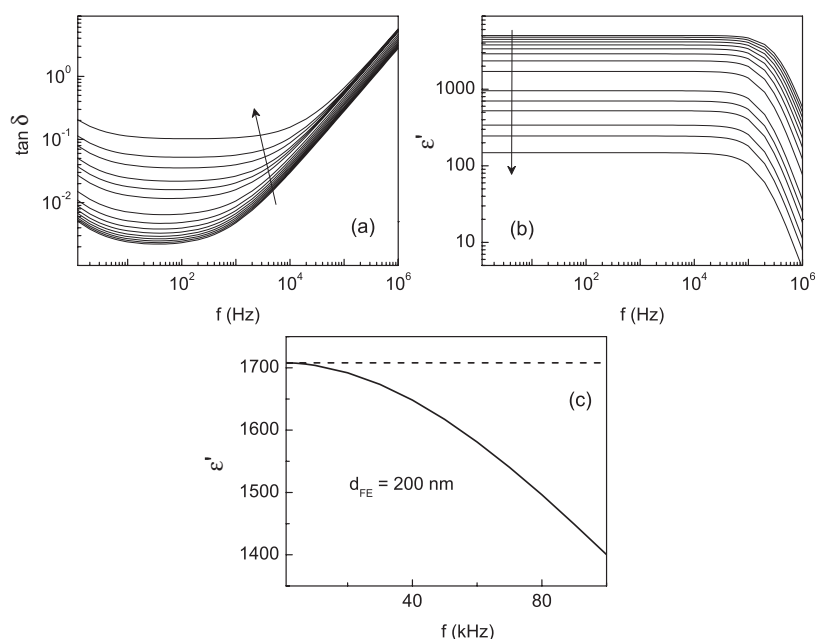 tan δ
10^0
10^-1
10^-2
(a)
10^2
10^4
10^6
f (Hz)
ε'
1000
100
10
(b)
10^2
10^4
10^6
f (Hz)
ε'
1700
1600
1500
1400
(c)
d_FE = 200 nm
40
80
f (kHz)